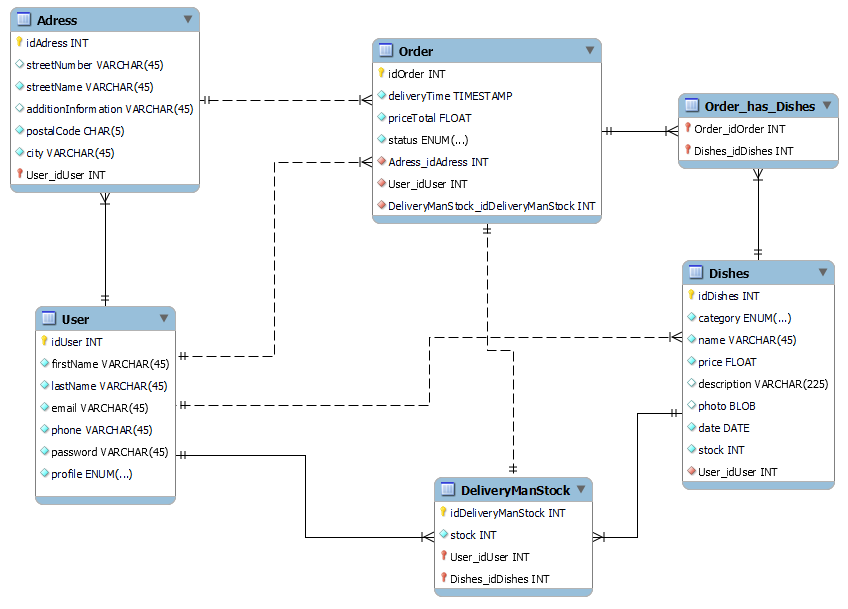 Adress
idAdress INT
streetNumber VARCHAR(45)
streetName VARCHAR(45)
additionInformation VARCHAR(45)
postalCode CHAR(5)
city VARCHAR(45)
User_idUser INT
Order
idOrder INT
deliveryTime TIMESTAMP
priceTotal FLOAT
status ENUM(...)
Adress_idAdress INT
User_idUser INT
DeliveryManStock_idDeliveryManStock INT
Order_has_Dishes
Order_idOrder INT
Dishes_idDishes INT
User
idUser INT
firstName VARCHAR(45)
lastName VARCHAR(45)
email VARCHAR(45)
phone VARCHAR(45)
password VARCHAR(45)
profile ENUM(...)
Dishes
idDishes INT
category ENUM(...)
name VARCHAR(45)
price FLOAT
description VARCHAR(225)
photo BLOB
date DATE
stock INT
User_idUser INT
DeliveryManStock
idDeliveryManStock INT
stock INT
User_idUser INT
Dishes_idDishes INT